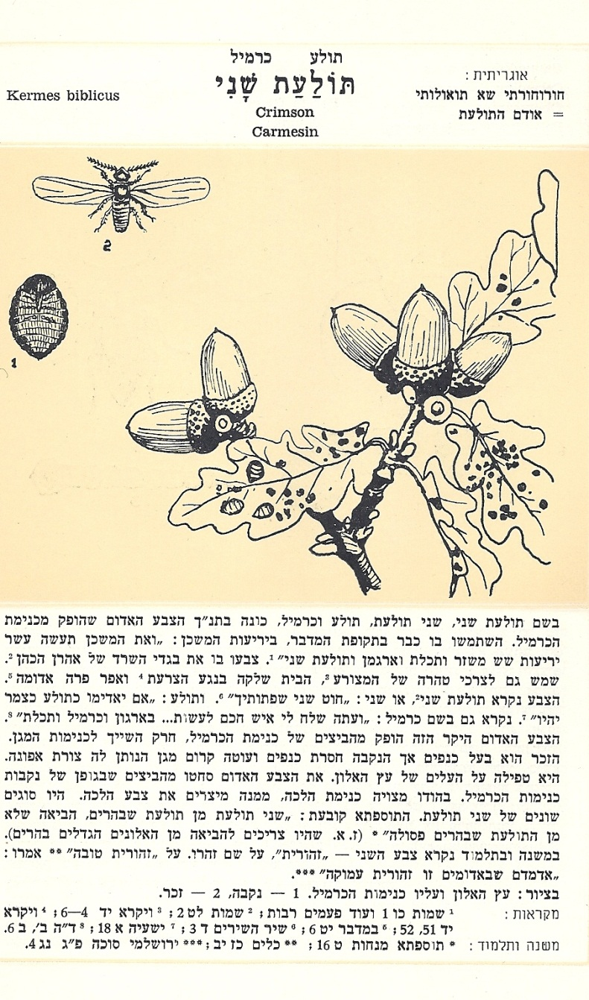 תולע כרמיל
תּוֹלַעַת שָׁנִי
Crimson
Carmesin
אוגריתית :
חורוחורתי שא תואולותי
= אודם התולעת
Kermes biblicus
2
1
בשם תולעת שני, שני תולעת, תולע וכרמיל, כונה בתנ״ך הצבע האדום שהופק מכנימת
הכרמיל. השתמשו בו כבר בתקופת המדבר, ביריעות המשכן : „ואת המשכן תעשה עשר
יריעות שש משזר ותכלת וארגמן ותולעת שני״ ¹. צבעו בו את בגדי השרד של אהרן הכהן ².
שמש גם לצרכי טהרה של המצורע ³, הבית שלקה בנגע הצרעת ⁴ ואפר פרה אדומה ⁵.
הצבע נקרא תולעת שני ², או שני : „חוט שני שפתותיך״ ⁶. ותולע : „אם יאדימו כתולע כצמר
יהיו״ ⁷. נקרא גם בשם כרמיל : „ועתה שלח לי איש חכם לעשות... בארגון וכרמיל ותכלת״ ⁸.
הצבע האדום היקר הזה הופק מהביצים של כנימת הכרמיל, חרק השייך לכנימות המגן.
הזכר הוא בעל כנפים אך הנקבה חסרת כנפים ועוטה קרום מגן הנותן לה צורת אפונה.
היא טפילה על העלים של עץ האלון. את הצבע האדום סחטו מהביצים שבגופן של נקבות
כנימות הכרמיל. בהודו מצויה כנימת הלכה, ממנה מיצרים את צבע הלכה. היו סוגים
שונים של שני תולעת. התוספתא קובעת : „שני תולעת מן תולעת שבהרים, הביאה שלא
מן התולעת שבהרים פסולה״ * (ז. א. שהיו צריכים להביאה מן האלונים הגדלים בהרים).
במשנה ובתלמוד נקרא צבע השני — „זהורית״, על שם זהרו. על „זהורית טובה״ ** אמרו :
„אדמדם שבאדומים זו זהורית עמוקה״ ***.
בציור : עץ האלון ועליו כנימות הכרמיל. 1 — נקבה, 2 — זכר.
מקראות : ¹ שמות כו 1 ועוד פעמים רבות ; ² שמות לט 2 ; ³ ויקרא יד 4—6 ; ⁴ ויקרא
יד 51, 52 ; ⁵ במדבר יט 6 ; ⁶ שיר השירים ד 3 ; ⁷ ישעיה א 18 ; ⁸ דה״ ב׳, ב 6.
משנה ותלמוד : * תוספתא מנחות ט 16 ; ** כלים כז יב ; *** ירושלמי סוכה פ״ג נג 4.